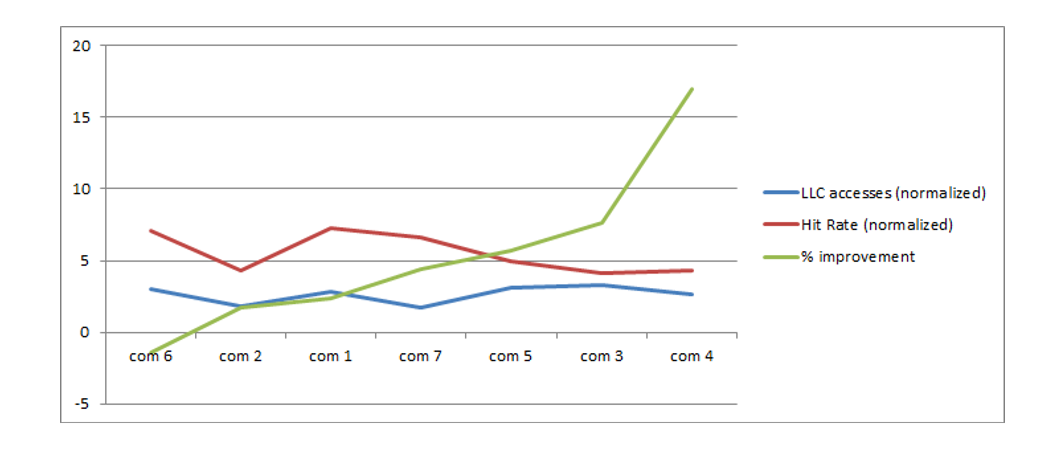 20
15
10
5
0
-5
com 6 com 2 com 1 com 7 com 5 com 3 com 4
LLC accesses (normalized)
Hit Rate (normalized)
% improvement